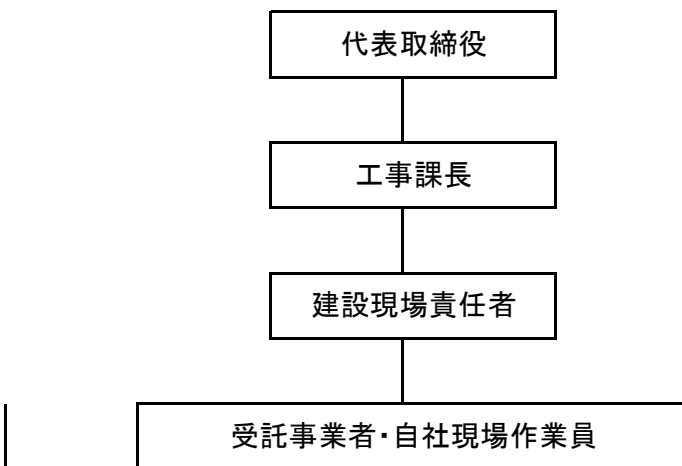 代表取締役
工事課長
建設現場責任者
受託事業者・自社現場作業員